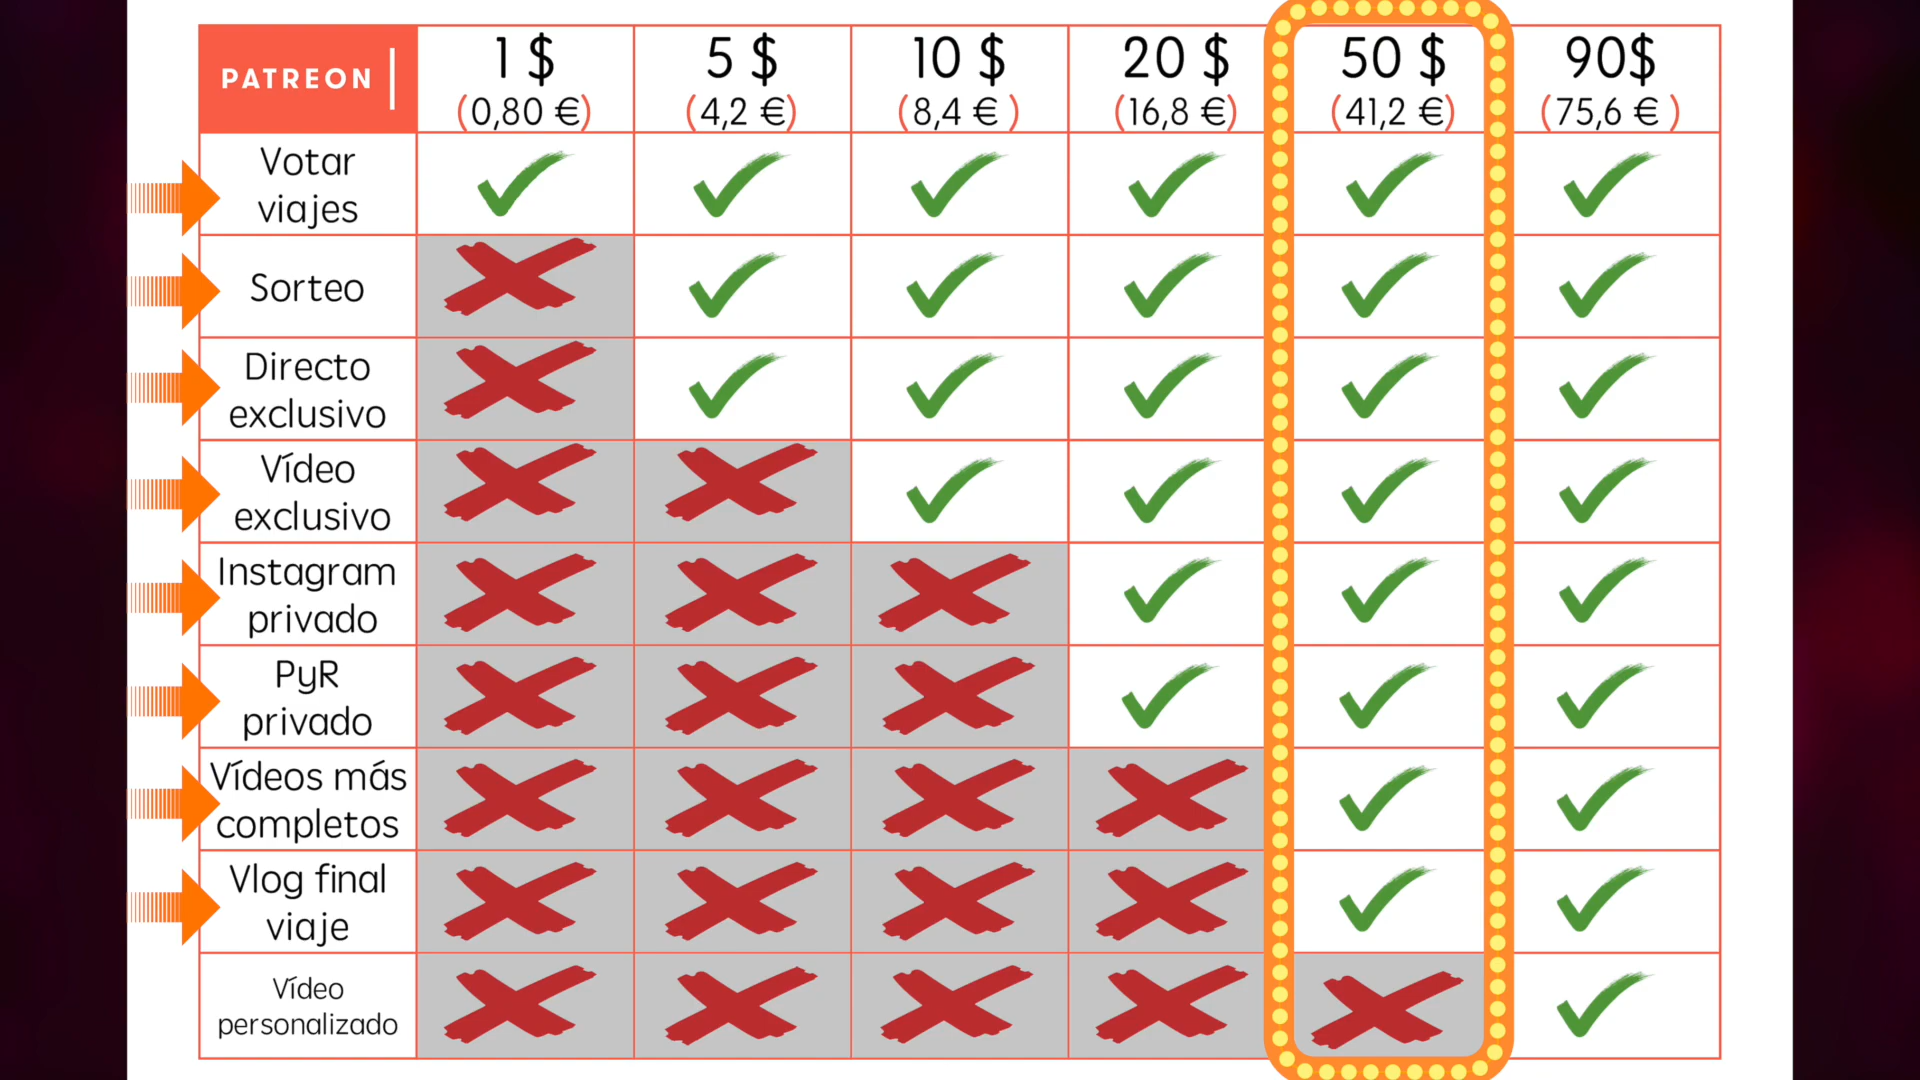 PATREON
1 $
5 $
10 $
20 $
50 $
90$
(0,80 €)
(4,2 €)
(8,4 € )
(16,8 €)
(41,2 €)
(75,6 € )
Votar
viajes
Sorteo
Directo
exclusivo
Vídeo
exclusivo
Instagram
privado
PyR
privado
Vídeos más
completos
Vlog final
viaje
Vídeo
personalizado